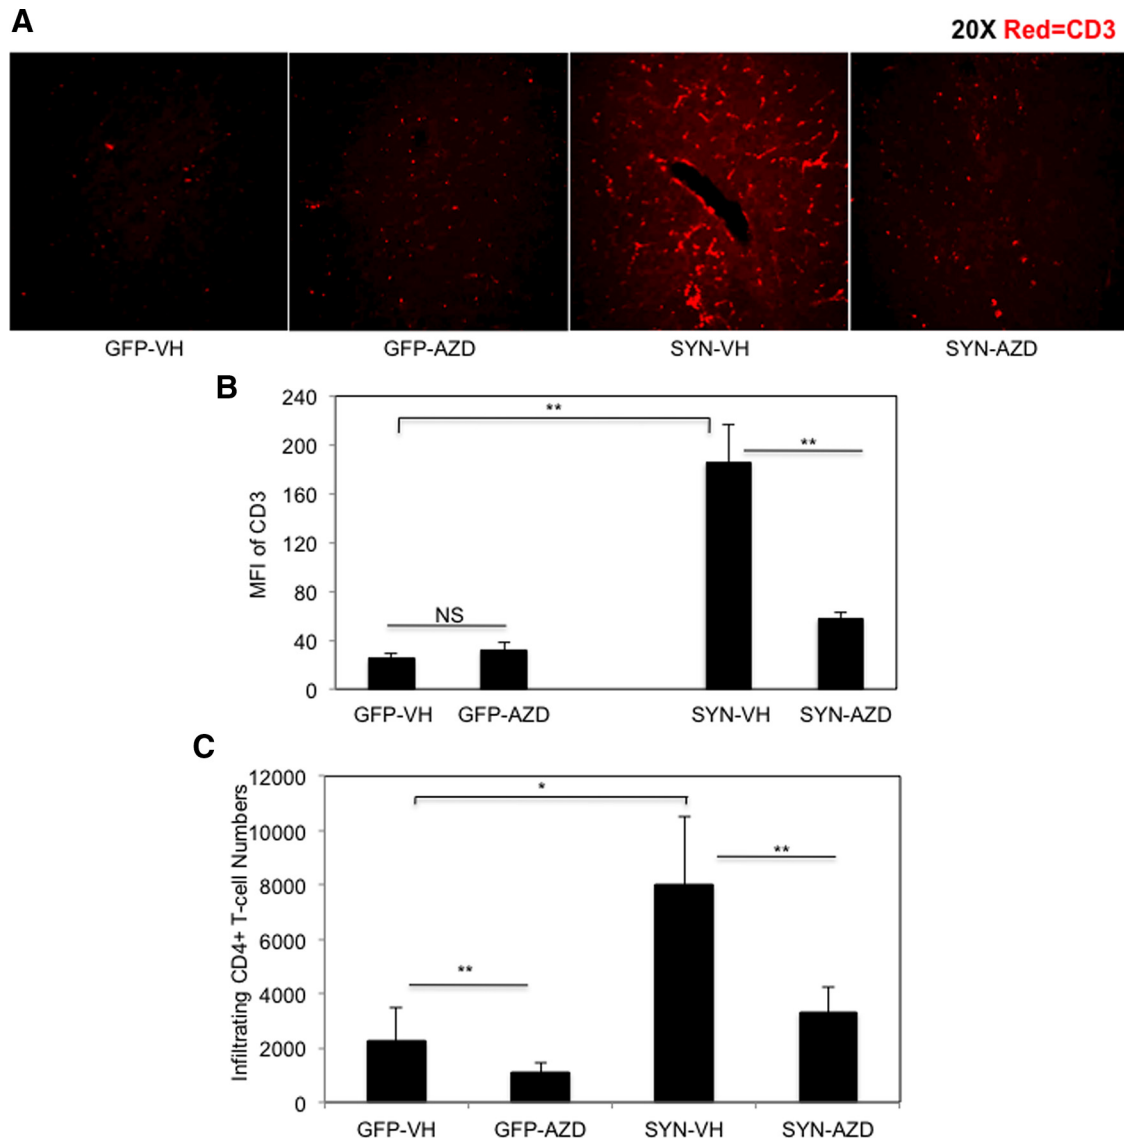 A
20X Red=CD3
GFP-VH GFP-AZD SYN-VH SYN-AZD
B
MFI of CD3
240
200
160
120
80
40
0
**
**
NS
GFP-VH GFP-AZD SYN-VH SYN-AZD
C
Infiltrating CD4+ T-cell Numbers
12000
10000
8000
6000
4000
2000
0
*
**
**
GFP-VH GFP-AZD SYN-VH SYN-AZD